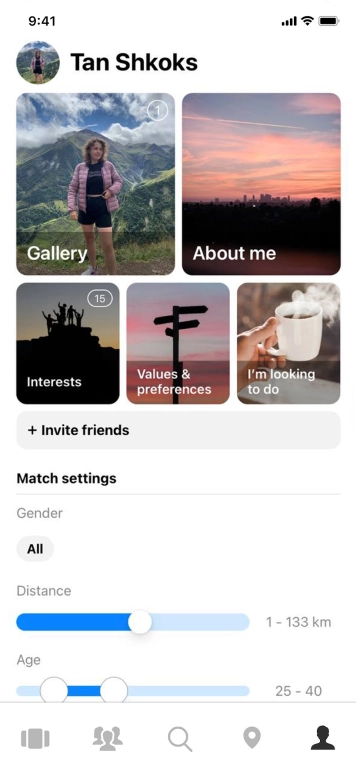 9:41
Tan Shkoks
1
Gallery
About me
15
Interests
Values &
preferences
I'm looking
to do
+ Invite friends
Match settings
Gender
All
Distance
1 - 133 km
Age
25 - 40